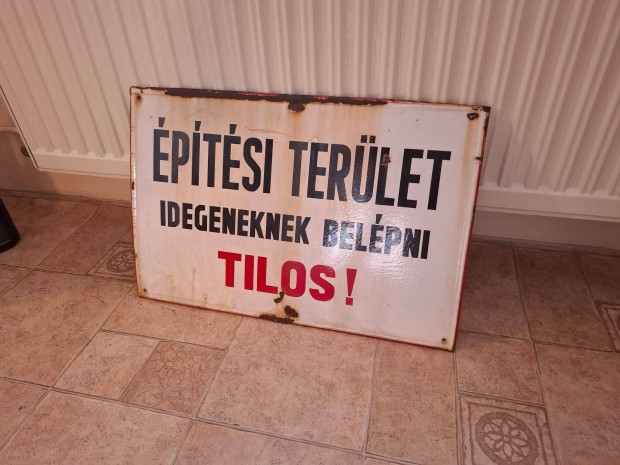 ÉPÍTÉSI TERÜLET
IDEGENEKNEK BELÉPNI
TILOS!